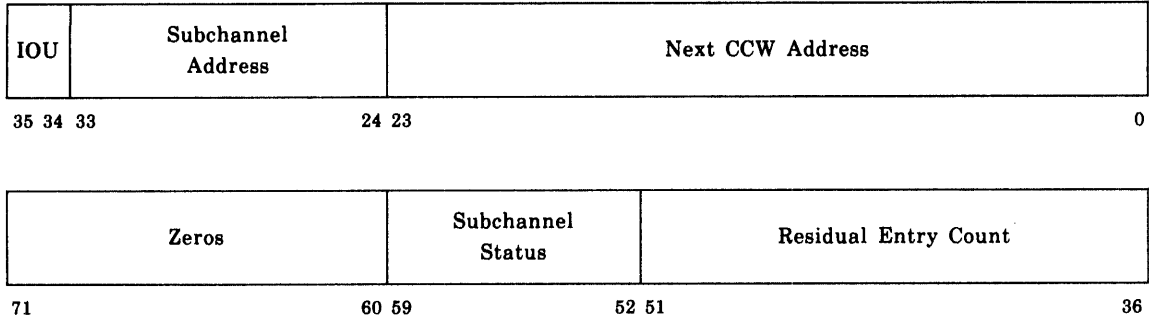 IOU Subchannel Address Next CCW Address
35 34 33 24 23 0
Zeros Subchannel Status Residual Entry Count
71 60 59 52 51 36